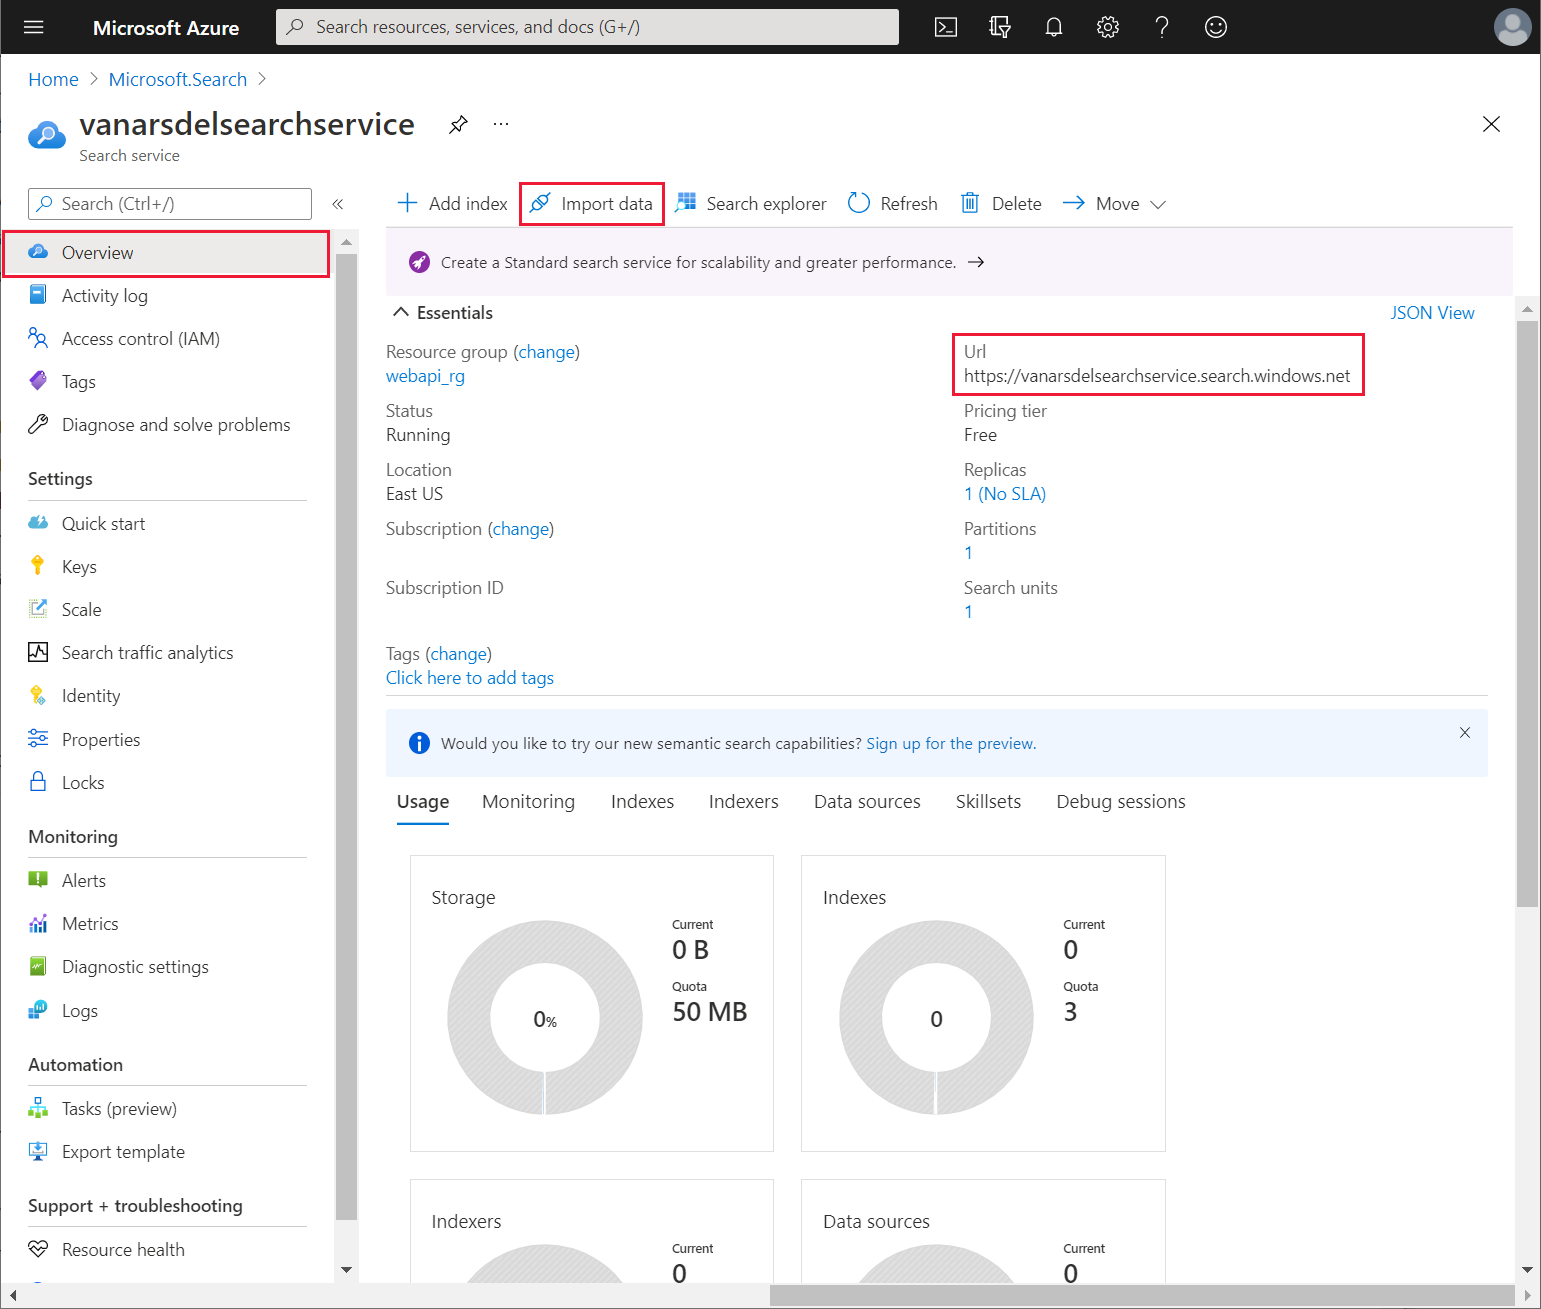 Microsoft Azure
Search resources, services, and docs (G+/)
Home > Microsoft.Search >
vanarsdelsearchservice
Search service
Search (Ctrl+/)
Overview
Activity log
Access control (IAM)
Tags
Diagnose and solve problems
Settings
Quick start
Keys
Scale
Search traffic analytics
Identity
Properties
Locks
Monitoring
Alerts
Metrics
Diagnostic settings
Logs
Automation
Tasks (preview)
Export template
Support + troubleshooting
Resource health
Add index
Import data
Search explorer
Refresh
Delete
Move
Create a Standard search service for scalability and greater performance. →
Essentials
JSON View
Resource group (change)
webapi_rg
Status
Running
Location
East US
Subscription (change)
Subscription ID
Tags (change)
Click here to add tags
Url
https://vanarsdelsearchservice.search.windows.net
Pricing tier
Free
Replicas
1 (No SLA)
Partitions
1
Search units
1
Would you like to try our new semantic search capabilities? Sign up for the preview.
Usage
Monitoring
Indexes
Indexers
Data sources
Skillsets
Debug sessions
Storage
0%
Current
0 B
Quota
50 MB
Indexes
0
Current
0
Quota
3
Indexers
Current
0
Data sources
Current
0